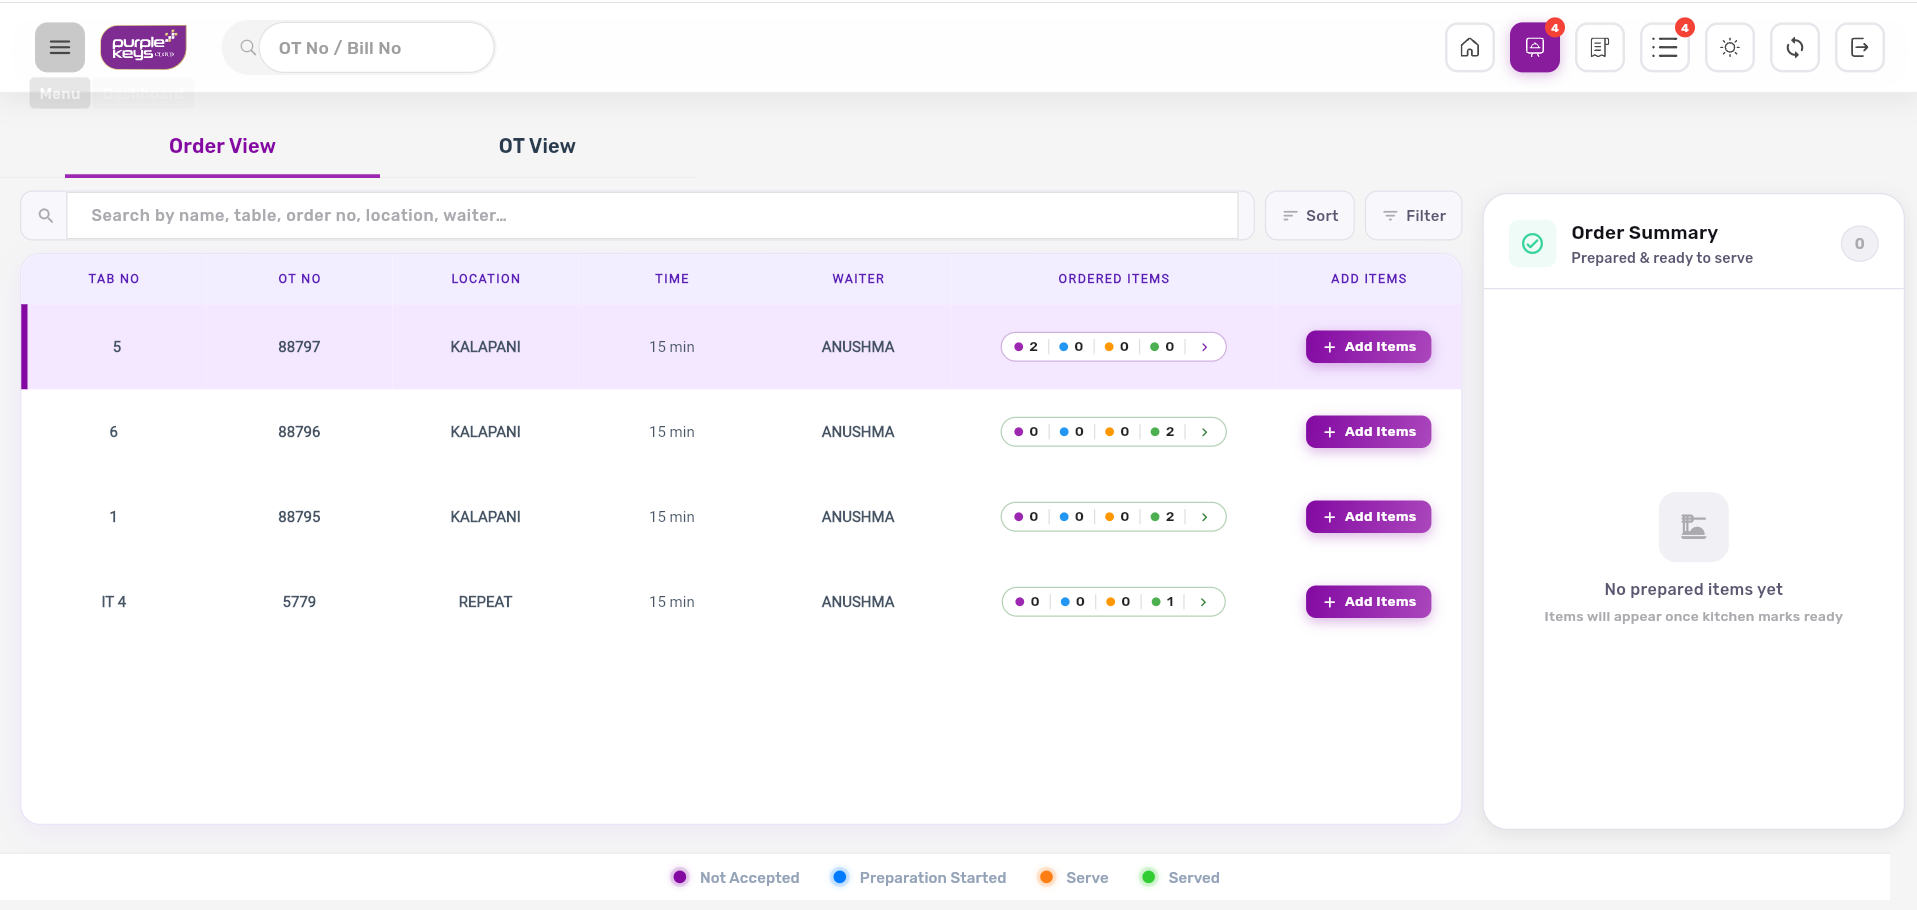 purple keys CLOUD
OT No / Bill No
4
4
Menu Dashboard
Order View OT View
Search by name, table, order no, location, waiter...
Sort
Filter
TAB NO OT NO LOCATION TIME WAITER ORDERED ITEMS ADD ITEMS
5 88797 KALAPANI 15 min ANUSHMA 2 0 0 0 > + Add Items
6 88796 KALAPANI 15 min ANUSHMA 0 0 0 2 > + Add Items
1 88795 KALAPANI 15 min ANUSHMA 0 0 0 2 > + Add Items
IT 4 5779 REPEAT 15 min ANUSHMA 0 0 0 1 > + Add Items
Order Summary
Prepared & ready to serve
0
No prepared items yet
Items will appear once kitchen marks ready
Not Accepted Preparation Started Serve Served